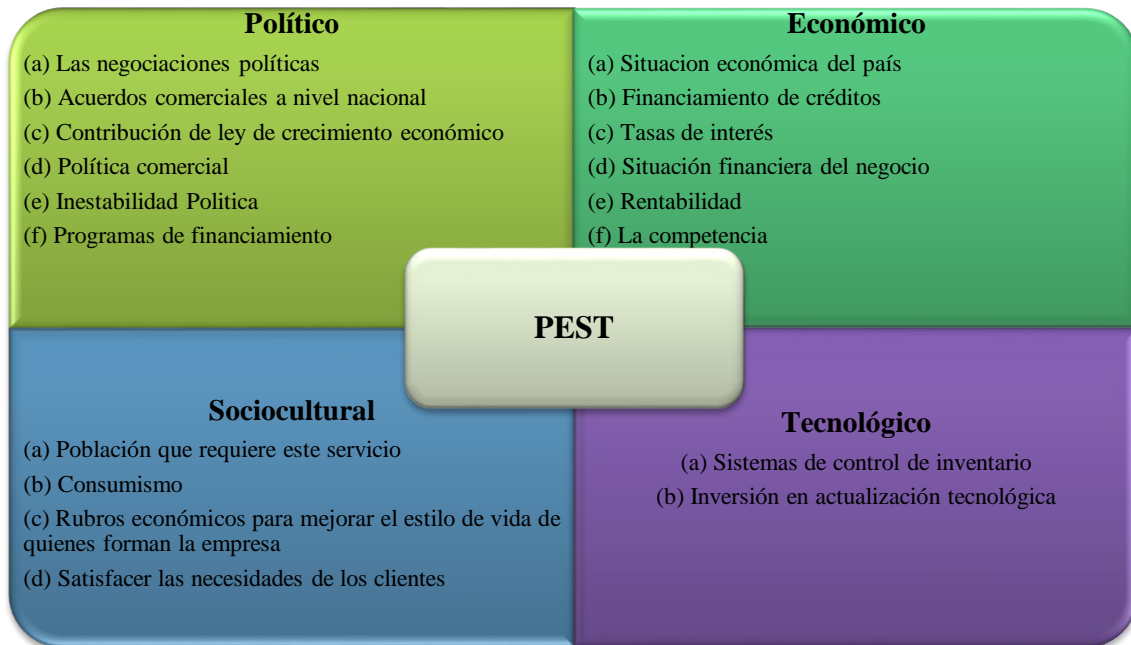 Político
(a) Las negociaciones políticas
(b) Acuerdos comerciales a nivel nacional
(c) Contribución de ley de crecimiento económico
(d) Política comercial
(e) Inestabilidad Politica
(f) Programas de financiamiento
Económico
(a) Situacion económica del país
(b) Financiamiento de créditos
(c) Tasas de interés
(d) Situación financiera del negocio
(e) Rentabilidad
(f) La competencia
PEST
Sociocultural
(a) Población que requiere este servicio
(b) Consumismo
(c) Rubros económicos para mejorar el estilo de vida de
quienes forman la empresa
(d) Satisfacer las necesidades de los clientes
Tecnológico
(a) Sistemas de control de inventario
(b) Inversión en actualización tecnológica